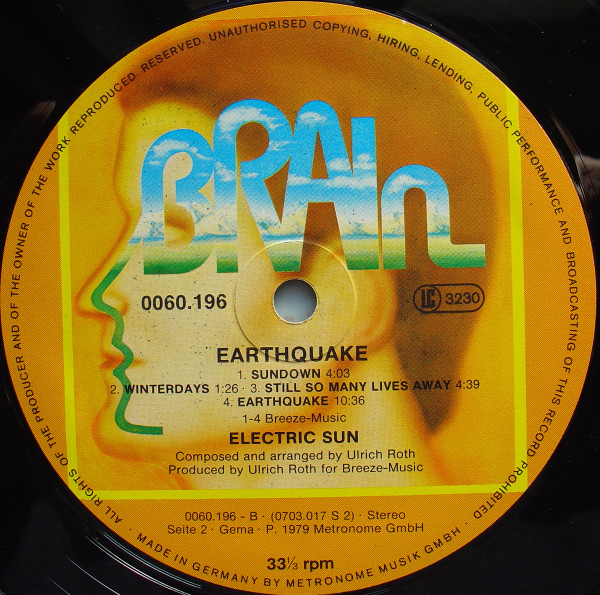 ALL RIGHTS OF THE PRODUCER AND OF THE OWNER OF THE WORK REPRODUCED RESERVED. UNAUTHORISED COPYING, HIRING, LENDING, PUBLIC PERFORMANCE AND BROADCASTING OF THIS RECORD PROHIBITED
BRAIn
0060.196
LC 3230
EARTHQUAKE
1. SUNDOWN 4:03
2. WINTERDAYS 1:26 · 3. STILL SO MANY LIVES AWAY 4:39
4. EARTHQUAKE 10:36
1-4 Breeze-Music
ELECTRIC SUN
Composed and arranged by Ulrich Roth
Produced by Ulrich Roth for Breeze-Music
0060.196 - B · (0703.017 S 2) · Stereo
Seite 2 · Gema · P. 1979 Metronome GmbH
33⅓ rpm
· MADE IN GERMANY BY METRONOME MUSIK GMBH ·